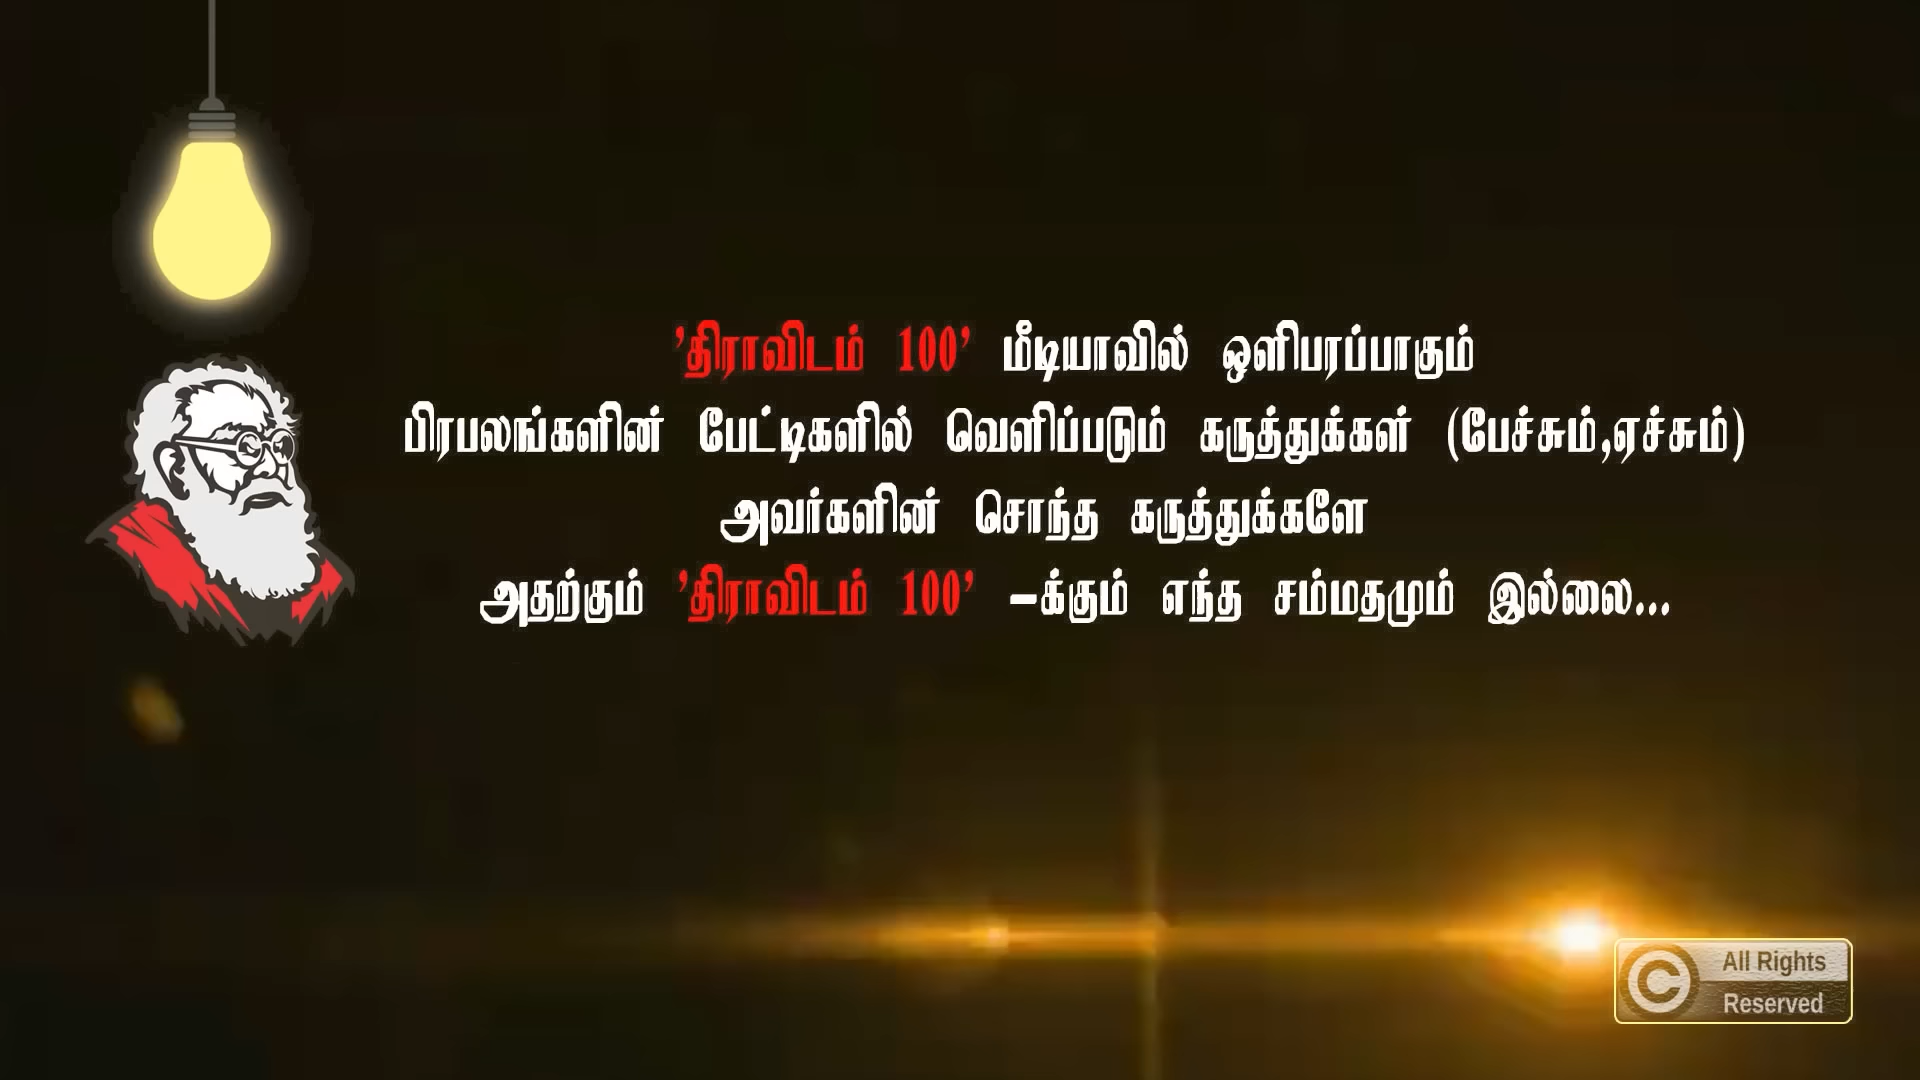 'திராவிடம் 100' மீடியாவில் ஒளிபரப்பாகும்
பிரபலங்களின் பேட்டிகளில் வெளிப்படும் கருத்துக்கள் (பேச்சும்,ஏச்சும்)
அவர்களின் சொந்த கருத்துக்களே
அதற்கும் 'திராவிடம் 100' -க்கும் எந்த சம்மதமும் இல்லை...
© All Rights
Reserved